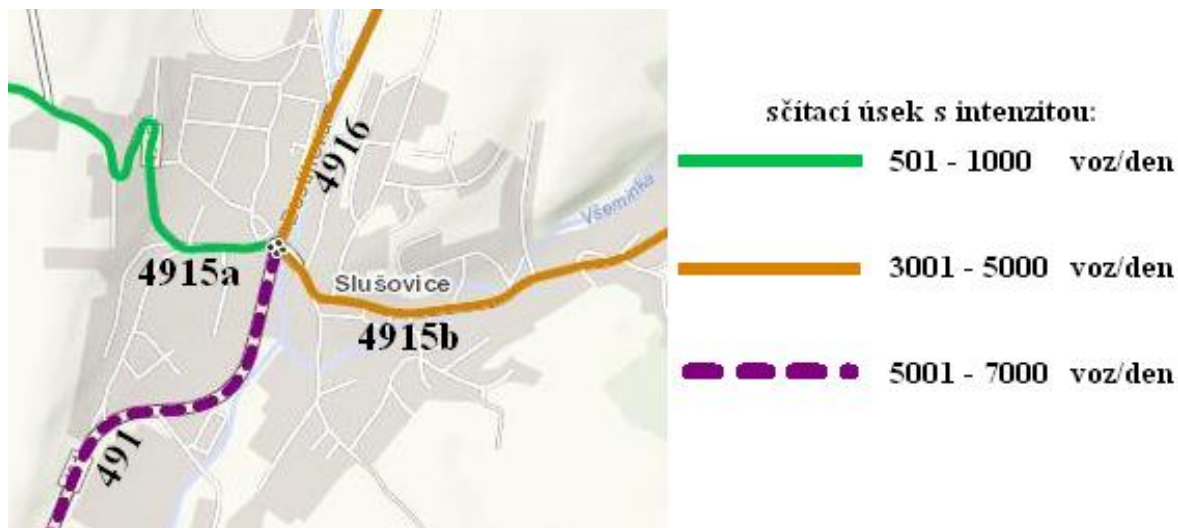 4916
Všeminka
4915a
Slušovice
4915b
491
sčítací úsek s intenzitou:
501 - 1000 voz/den
3001 - 5000 voz/den
5001 - 7000 voz/den